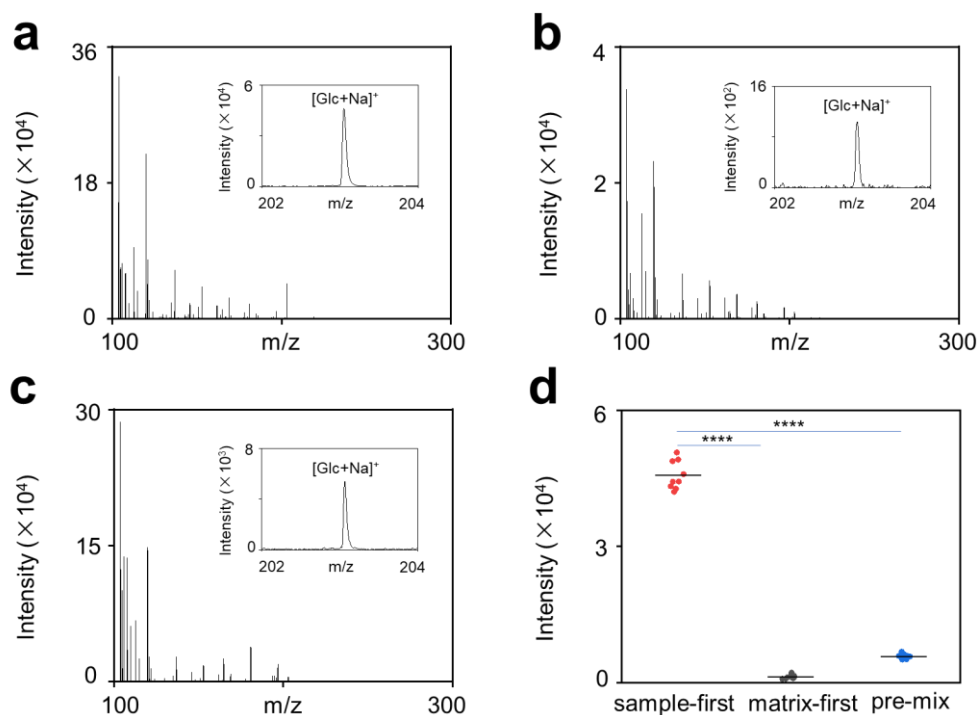 a
36
18
0
Intensity (×10⁴)
100
m/z
300
6
0
Intensity (×10⁴)
[Glc+Na]⁺
202
m/z
204
b
4
2
0
Intensity (×10⁴)
100
m/z
300
16
0
Intensity (×10²)
[Glc+Na]⁺
202
m/z
204
c
30
15
0
Intensity (×10⁴)
100
m/z
300
8
0
Intensity (×10³)
[Glc+Na]⁺
202
m/z
204
d
6
3
0
Intensity (×10⁴)
****
****
sample-first
matrix-first
pre-mix